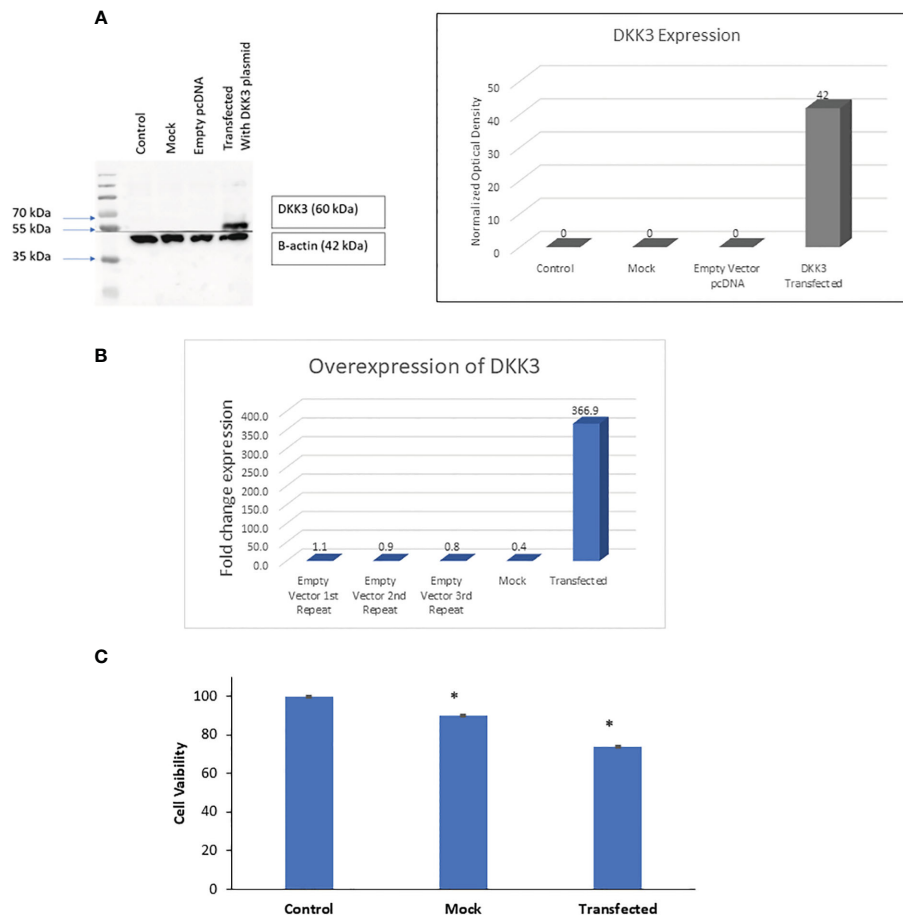 A
Control
Mock
Empty pcDNA
Transfected
With DKK3 plasmid
70 kDa
55 kDa
35 kDa
DKK3 (60 kDa)
B-actin (42 kDa)
DKK3 Expression
Normalized Optical Density
50
40
30
20
10
0
0
0
0
42
Control
Mock
Empty Vector
pcDNA
DKK3
Transfected
B
Overexpression of DKK3
Fold change expression
400.0
350.0
300.0
250.0
200.0
150.0
100.0
50.0
0.0
1.1
0.9
0.8
0.4
366.9
Empty
Vector 1st
Repeat
Empty
Vector 2nd
Repeat
Empty
Vector 3rd
Repeat
Mock
Transfected
C
Cell Vaibility
100
80
60
40
20
0
*
*
Control
Mock
Transfected